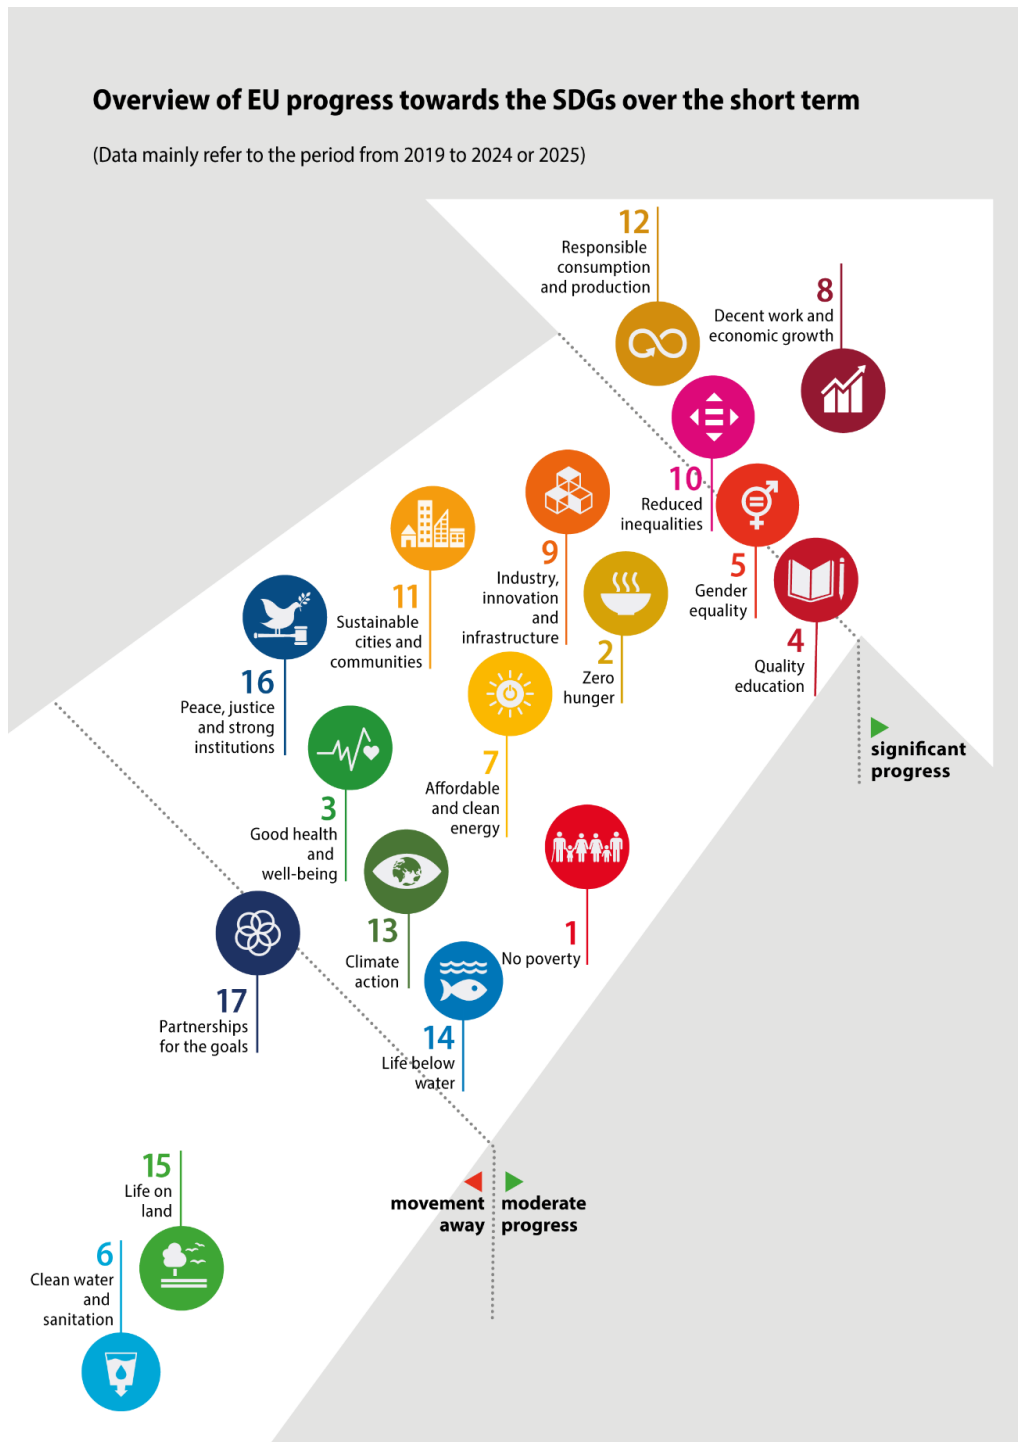 Overview of EU progress towards the SDGs over the short term
(Data mainly refer to the period from 2019 to 2024 or 2025)
12
Responsible
consumption
and production
8
Decent work and
economic growth
10
Reduced
inequalities
5
Gender
equality
4
Quality
education
9
Industry,
innovation
and
infrastructure
2
Zero
hunger
11
Sustainable
cities and
communities
16
Peace, justice
and strong
institutions
7
Affordable
and clean
energy
3
Good health
and
well-being
13
Climate
action
1
No poverty
17
Partnerships
for the goals
14
Life below
water
significant
progress
15
Life on
land
6
Clean water
and
sanitation
movement
away
moderate
progress